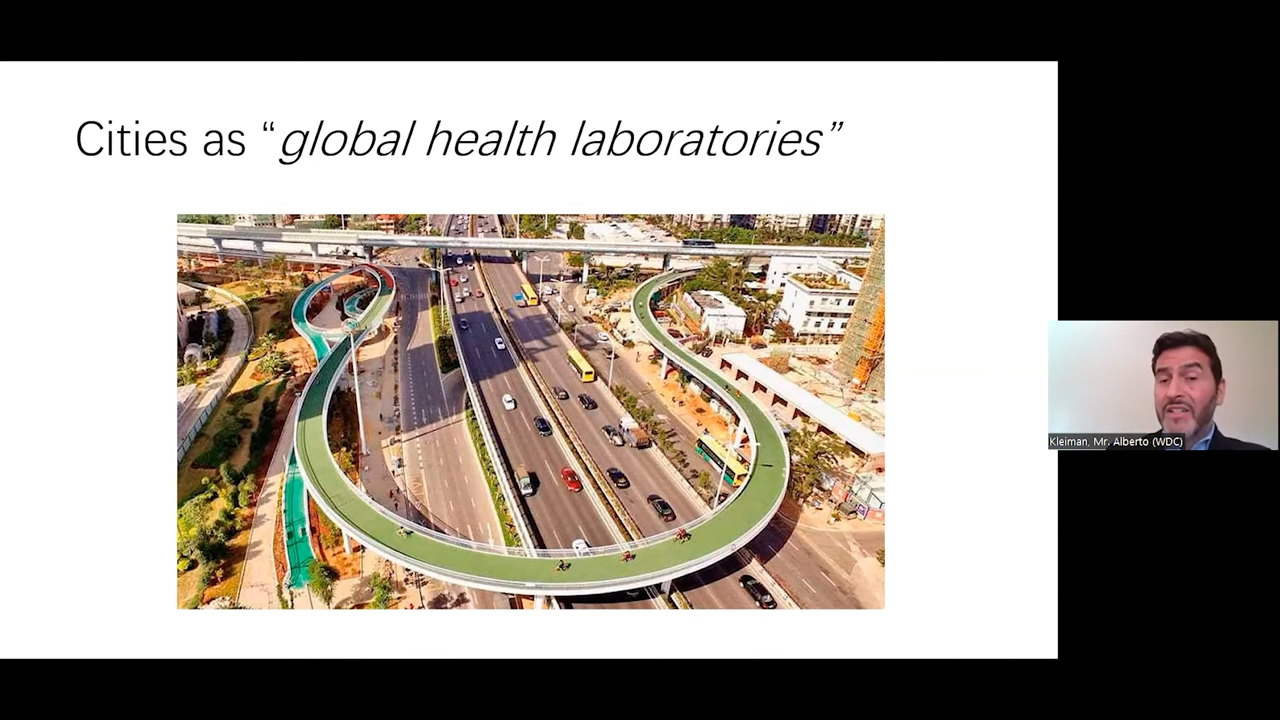 Cities as “global health laboratories”
Kleiman, Mr. Alberto (WDC)